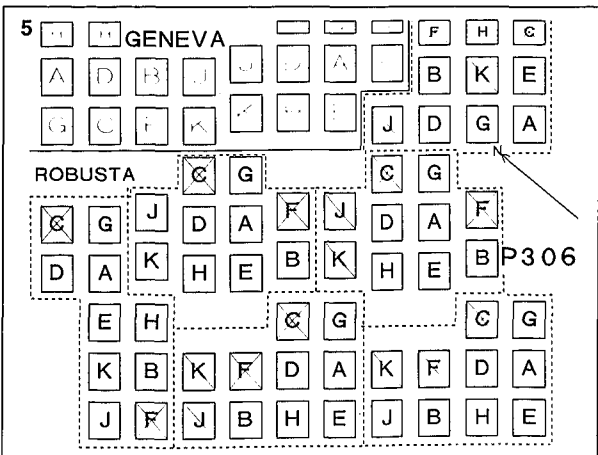 5 GENEVA F H C
A D B J J D A B K E
G C F K J D G A
ROBUSTA C G C G
C G J D A F J D A F
D A K H E B K H E B P306
E H C G C G
K B K F D A K F D A
J F J B H E J B H E